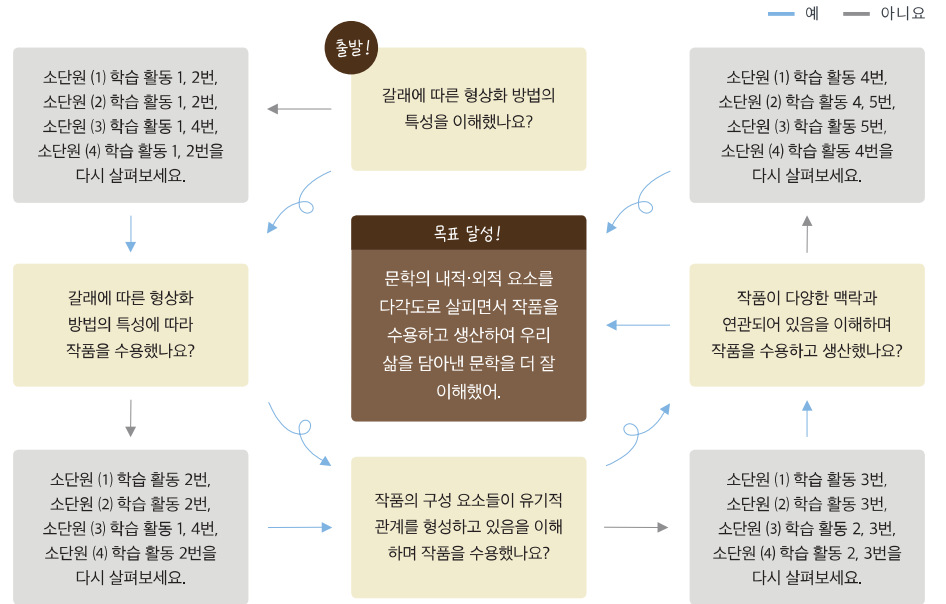 예
아니요
출발!
갈래에 따른 형상화 방법의
특성을 이해했나요?
소단원 (1) 학습 활동 1, 2번,
소단원 (2) 학습 활동 1, 2번,
소단원 (3) 학습 활동 1, 4번,
소단원 (4) 학습 활동 1, 2번을
다시 살펴보세요.
갈래에 따른 형상화
방법의 특성에 따라
작품을 수용했나요?
소단원 (1) 학습 활동 2번,
소단원 (2) 학습 활동 2번,
소단원 (3) 학습 활동 1, 4번,
소단원 (4) 학습 활동 2번을
다시 살펴보세요.
작품의 구성 요소들이 유기적
관계를 형성하고 있음을 이해
하며 작품을 수용했나요?
소단원 (1) 학습 활동 3번,
소단원 (2) 학습 활동 3번,
소단원 (3) 학습 활동 2, 3번,
소단원 (4) 학습 활동 2, 3번을
다시 살펴보세요.
작품이 다양한 맥락과
연관되어 있음을 이해하며
작품을 수용하고 생산했나요?
소단원 (1) 학습 활동 4번,
소단원 (2) 학습 활동 4, 5번,
소단원 (3) 학습 활동 5번,
소단원 (4) 학습 활동 4번을
다시 살펴보세요.
목표 달성!
문학의 내적·외적 요소를
다각도로 살피면서 작품을
수용하고 생산하여 우리
삶을 담아낸 문학을 더 잘
이해했어.